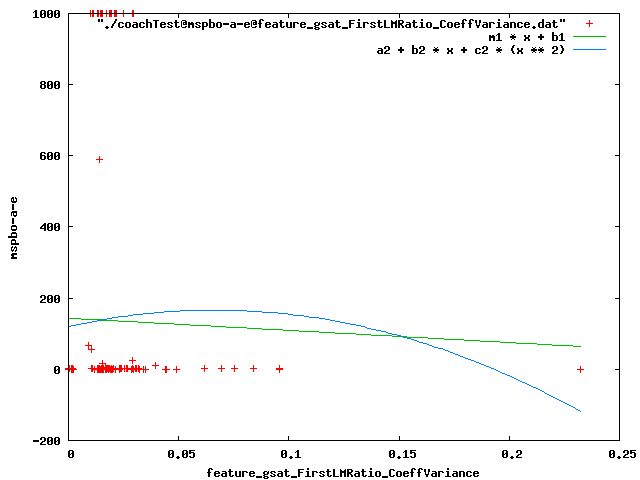 1000
"./coachTest@mspbo-a-e@feature_gsat_FirstLMRatio_CoeffVariance.dat"
m1 * x + b1
a2 + b2 * x + c2 * (x ** 2)
800
600
400
200
0
-200
mspbo-a-e
0 0.05 0.1 0.15 0.2 0.25
feature_gsat_FirstLMRatio_CoeffVariance